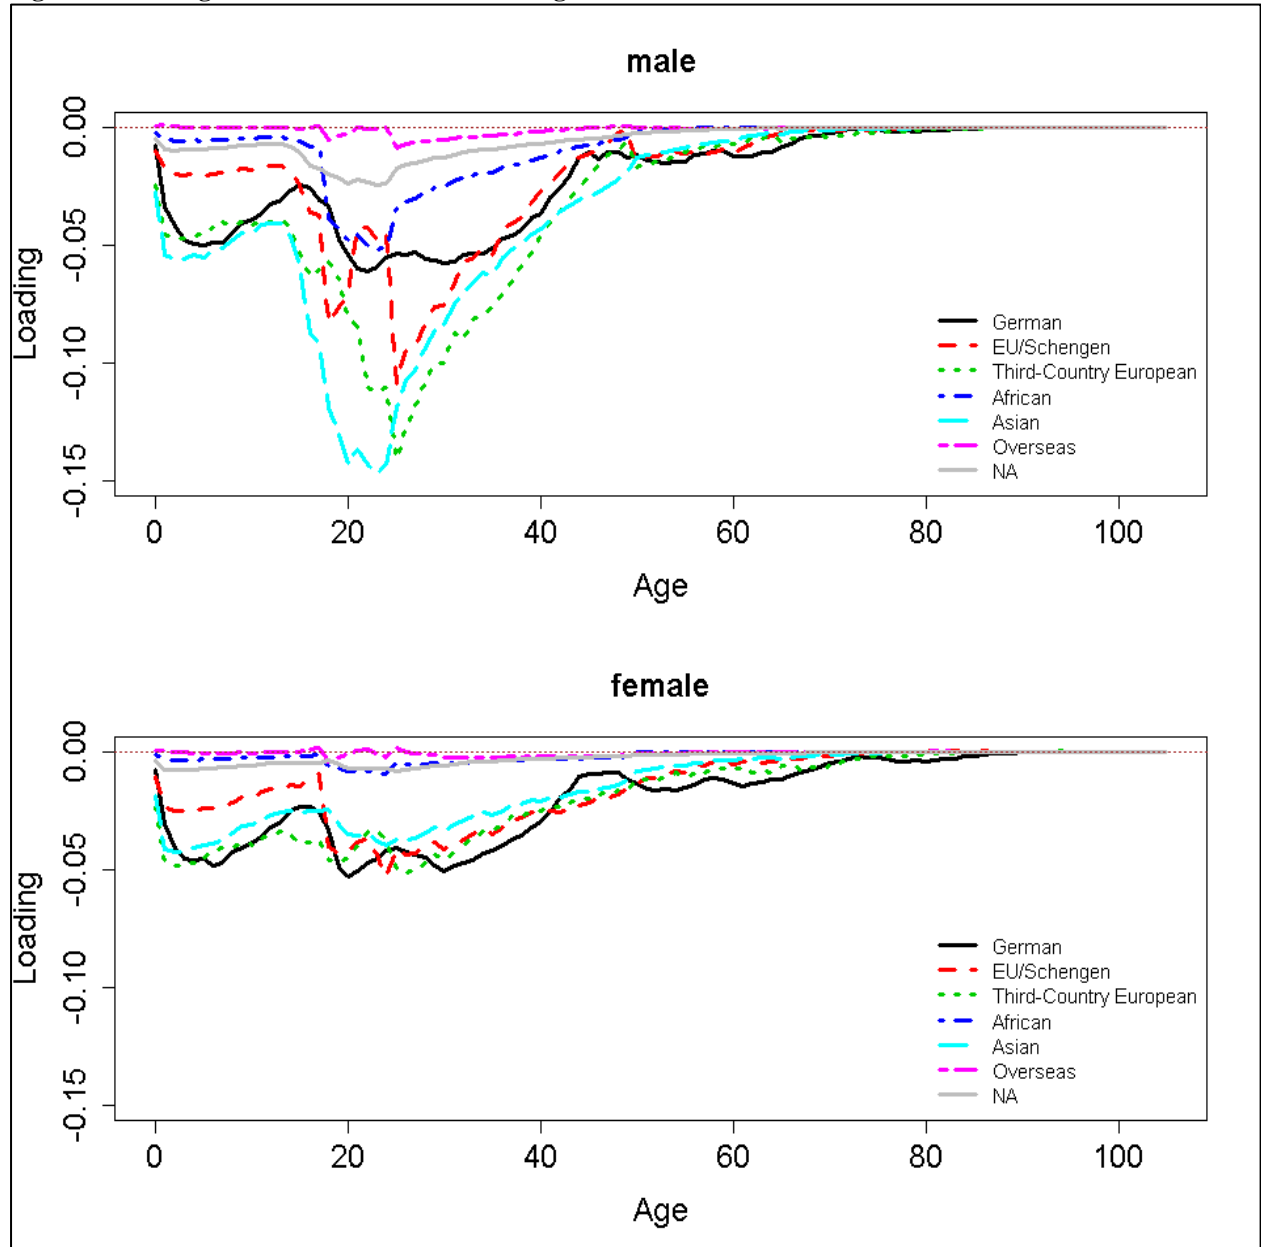 male
Loading
0.00
-0.05
-0.10
-0.15
0 20 40 60 80 100
Age
German
EU/Schengen
Third-Country European
African
Asian
Overseas
NA
female
Loading
0.00
-0.05
-0.10
-0.15
0 20 40 60 80 100
Age
German
EU/Schengen
Third-Country European
African
Asian
Overseas
NA